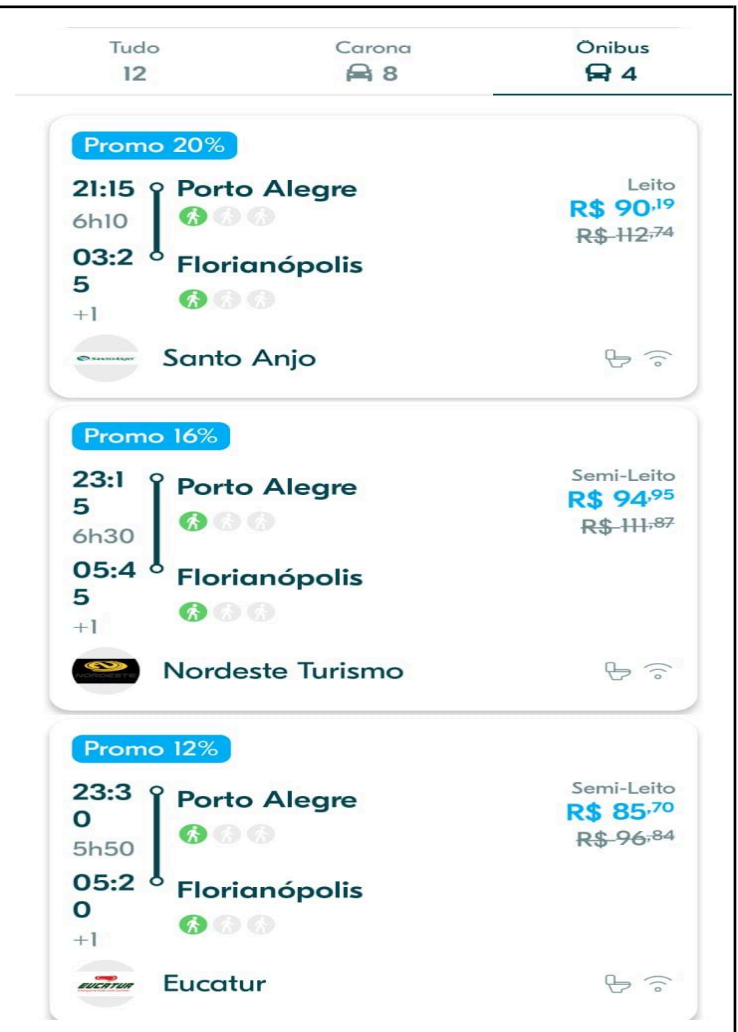 Tudo
12
Carona
8
Ônibus
4
Promo 20%
21:15
Porto Alegre
Leito
R$ 90,19
6h10
R$ 112,74
03:2
5
Florianópolis
+1
Santo Anjo
Promo 16%
23:1
5
Porto Alegre
Semi-Leito
R$ 94,95
6h30
R$ 111,87
05:4
5
Florianópolis
+1
NORDESTE
Nordeste Turismo
Promo 12%
23:3
0
Porto Alegre
Semi-Leito
R$ 85,70
5h50
R$ 96,84
05:2
0
Florianópolis
+1
EUCATUR
Eucatur